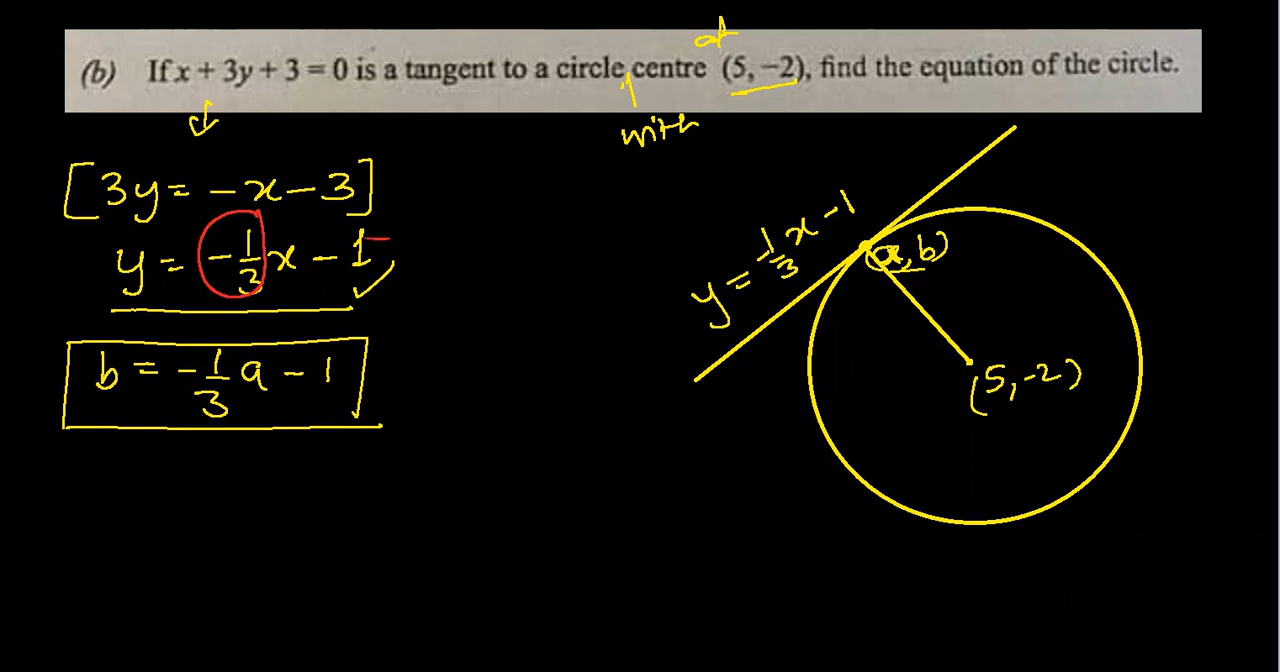 at
(b) If x + 3y + 3 = 0 is a tangent to a circle, centre (5, −2), find the equation of the circle.
with
[3y = −x − 3]
y = −1/3 x − 1
b = −1/3 a − 1
y = −1/3 x − 1
(a, b)
(5, −2)